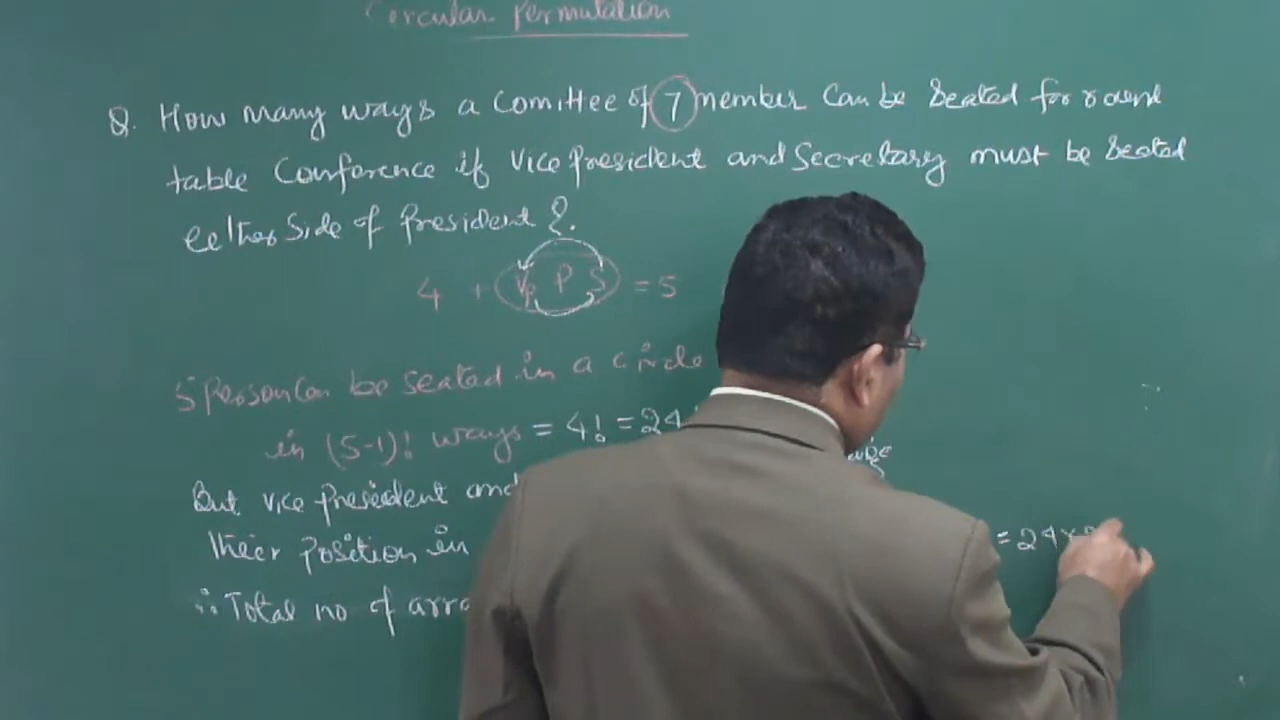 Circular Permutation
Q. How many ways a Comittee of 7 member Can be Seated for round
table Conference if Vice President and Secretary must be Seated
either Side of President ?
4 + Vp P S = 5
5 Person Can be seated in a circle
in (5-1)! ways = 4! = 24
But vice president and
their position in = 24 ×
∴ Total no of